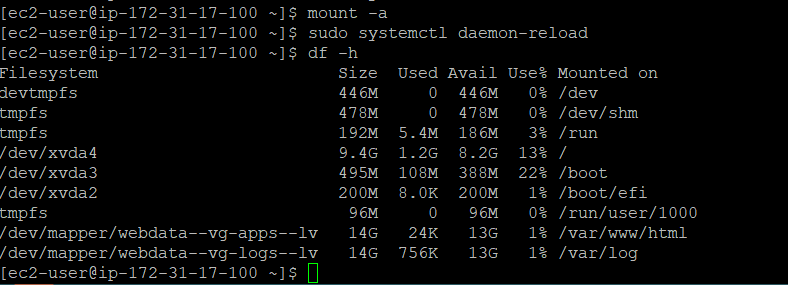 [ec2-user@ip-172-31-17-100 ~]$ mount -a
[ec2-user@ip-172-31-17-100 ~]$ sudo systemctl daemon-reload
[ec2-user@ip-172-31-17-100 ~]$ df -h
Filesystem                       Size  Used Avail Use% Mounted on
devtmpfs                         446M     0  446M   0% /dev
tmpfs                            478M     0  478M   0% /dev/shm
tmpfs                            192M  5.4M  186M   3% /run
/dev/xvda4                       9.4G  1.2G  8.2G  13% /
/dev/xvda3                       495M  108M  388M  22% /boot
/dev/xvda2                       200M  8.0K  200M   1% /boot/efi
tmpfs                             96M     0   96M   0% /run/user/1000
/dev/mapper/webdata--vg-apps--lv  14G   24K   13G   1% /var/www/html
/dev/mapper/webdata--vg-logs--lv  14G  756K   13G   1% /var/log
[ec2-user@ip-172-31-17-100 ~]$